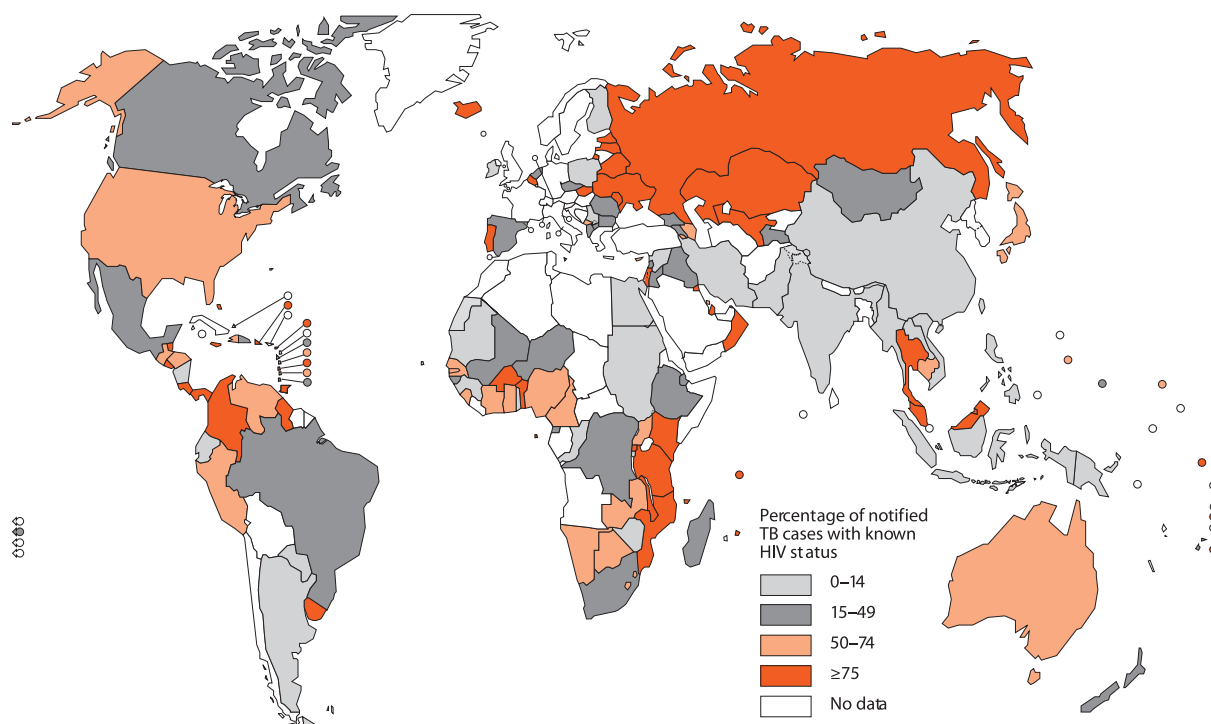 Percentage of notified
TB cases with known
HIV status
0–14
15–49
50–74
≥75
No data